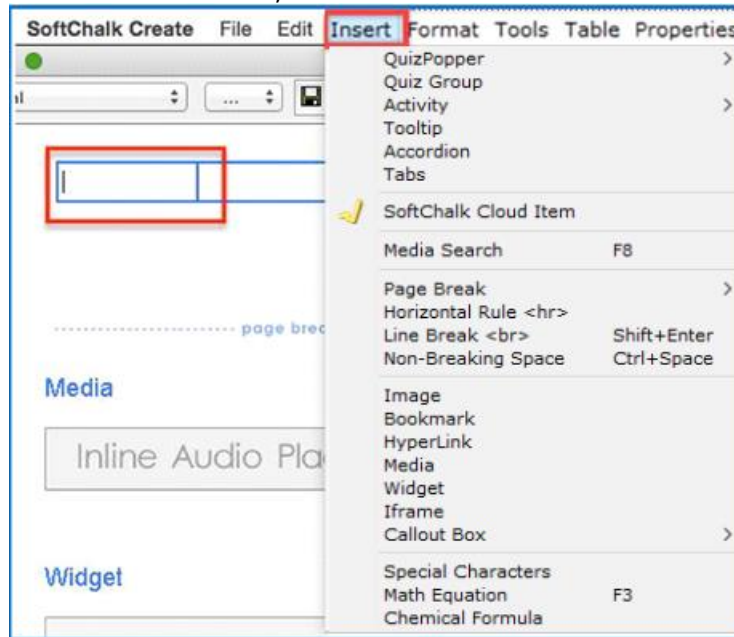 SoftChalk Create File Edit Insert Format Tools Table Properties
...
QuizPopper
Quiz Group
Activity
Tooltip
Accordion
Tabs
SoftChalk Cloud Item
Media Search F8
Page Break
Horizontal Rule <hr>
Line Break <br> Shift+Enter
Non-Breaking Space Ctrl+Space
Image
Bookmark
HyperLink
Media
Widget
Iframe
Callout Box
Special Characters
Math Equation F3
Chemical Formula
page brea
Media
Inline Audio Pla
Widget